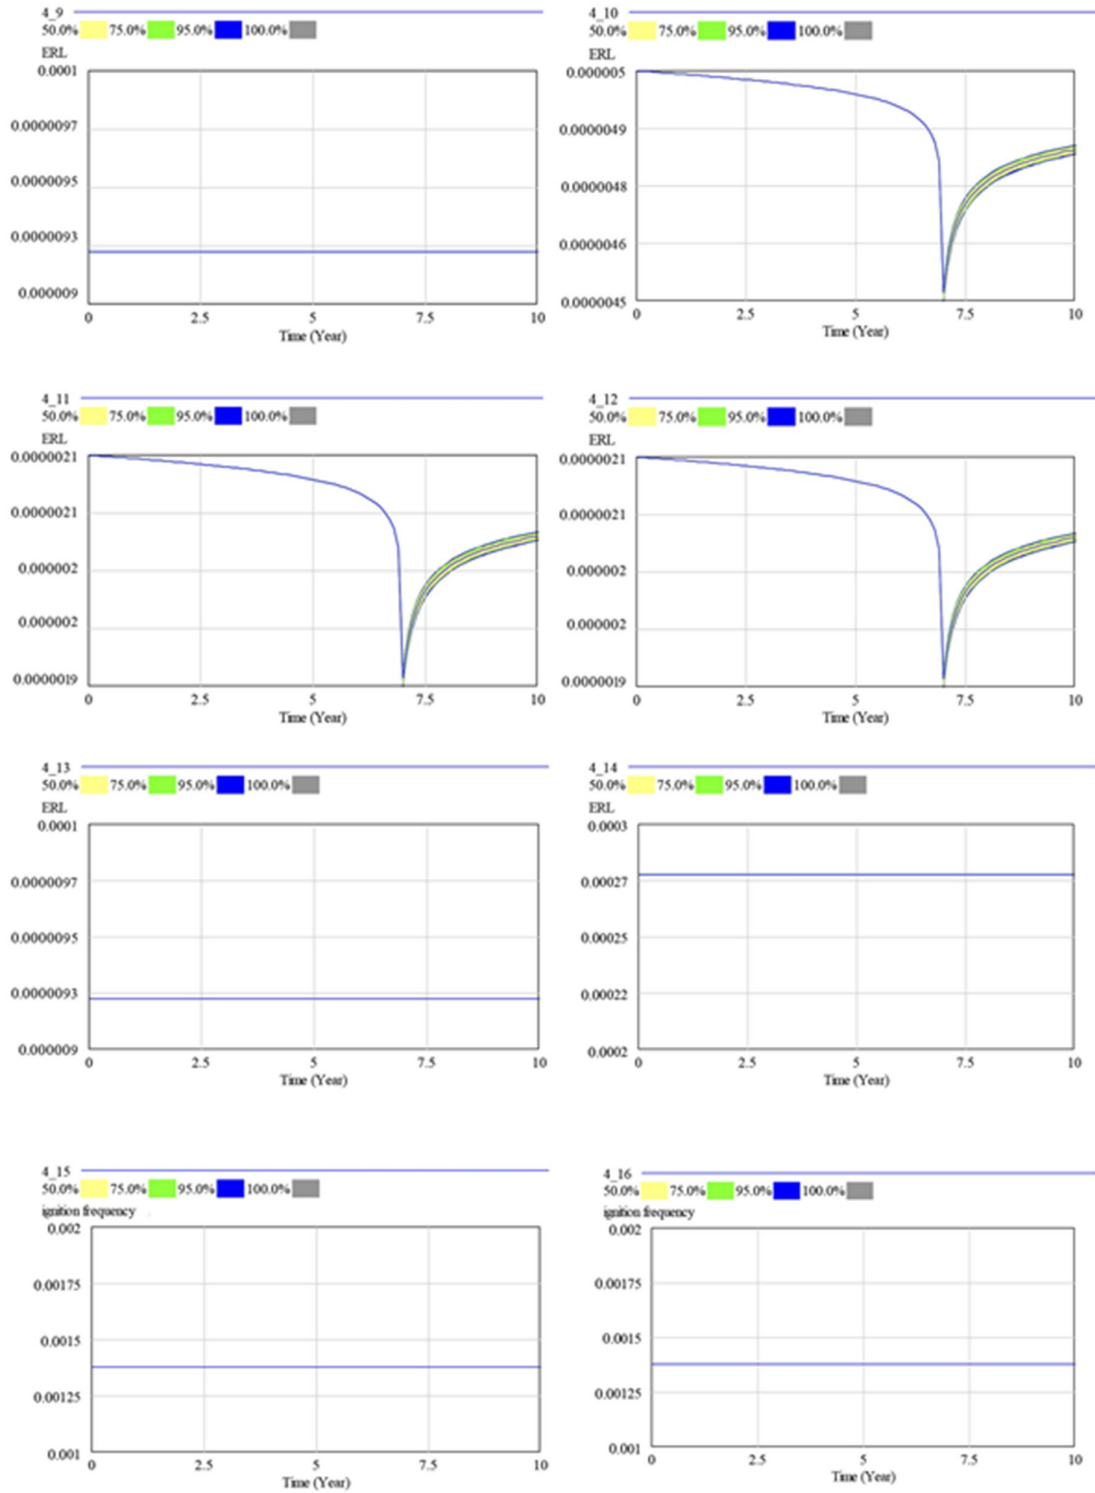 4_9
50.0% 75.0% 95.0% 100.0%
ERL
0.0001
0.0000097
0.0000095
0.0000093
0.000009
0 2.5 5 7.5 10
Time (Year)
4_10
50.0% 75.0% 95.0% 100.0%
ERL
0.000005
0.0000049
0.0000048
0.0000046
0.0000045
0 2.5 5 7.5 10
Time (Year)
4_11
50.0% 75.0% 95.0% 100.0%
ERL
0.0000021
0.0000021
0.000002
0.000002
0.0000019
0 2.5 5 7.5 10
Time (Year)
4_12
50.0% 75.0% 95.0% 100.0%
ERL
0.0000021
0.0000021
0.000002
0.000002
0.0000019
0 2.5 5 7.5 10
Time (Year)
4_13
50.0% 75.0% 95.0% 100.0%
ERL
0.0001
0.0000097
0.0000095
0.0000093
0.000009
0 2.5 5 7.5 10
Time (Year)
4_14
50.0% 75.0% 95.0% 100.0%
ERL
0.0003
0.00027
0.00025
0.00022
0.0002
0 2.5 5 7.5 10
Time (Year)
4_15
50.0% 75.0% 95.0% 100.0%
ignition frequency
0.002
0.00175
0.0015
0.00125
0.001
0 2.5 5 7.5 10
Time (Year)
4_16
50.0% 75.0% 95.0% 100.0%
ignition frequency
0.002
0.00175
0.0015
0.00125
0.001
0 2.5 5 7.5 10
Time (Year)